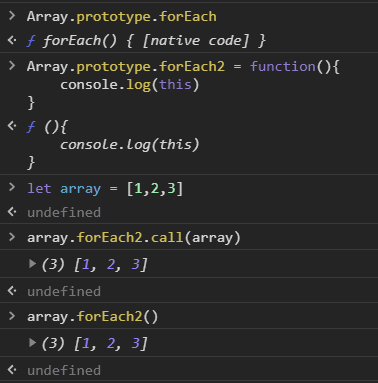 > Array.prototype.forEach
<· ƒ forEach() { [native code] }
> Array.prototype.forEach2 = function(){
    console.log(this)
}
<· ƒ (){
    console.log(this)
}
> let array = [1,2,3]
<· undefined
> array.forEach2.call(array)
▶ (3) [1, 2, 3]
<· undefined
> array.forEach2()
▶ (3) [1, 2, 3]
<· undefined